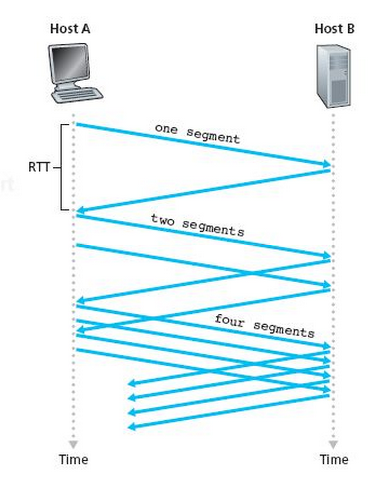 Host A
Host B
one segment
RTT
two segments
four segments
Time
Time